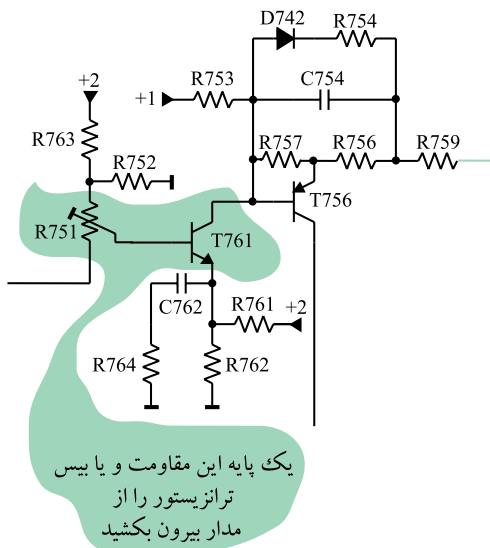 D742
R754
+2
R753
C754
+1
R763
R752
R757
R756
R759
T756
R751
T761
C762
R761
+2
R764
R762
یک پایه این مقاومت و یا بیس
ترانزیستور را از
مدار بیرون بکشید